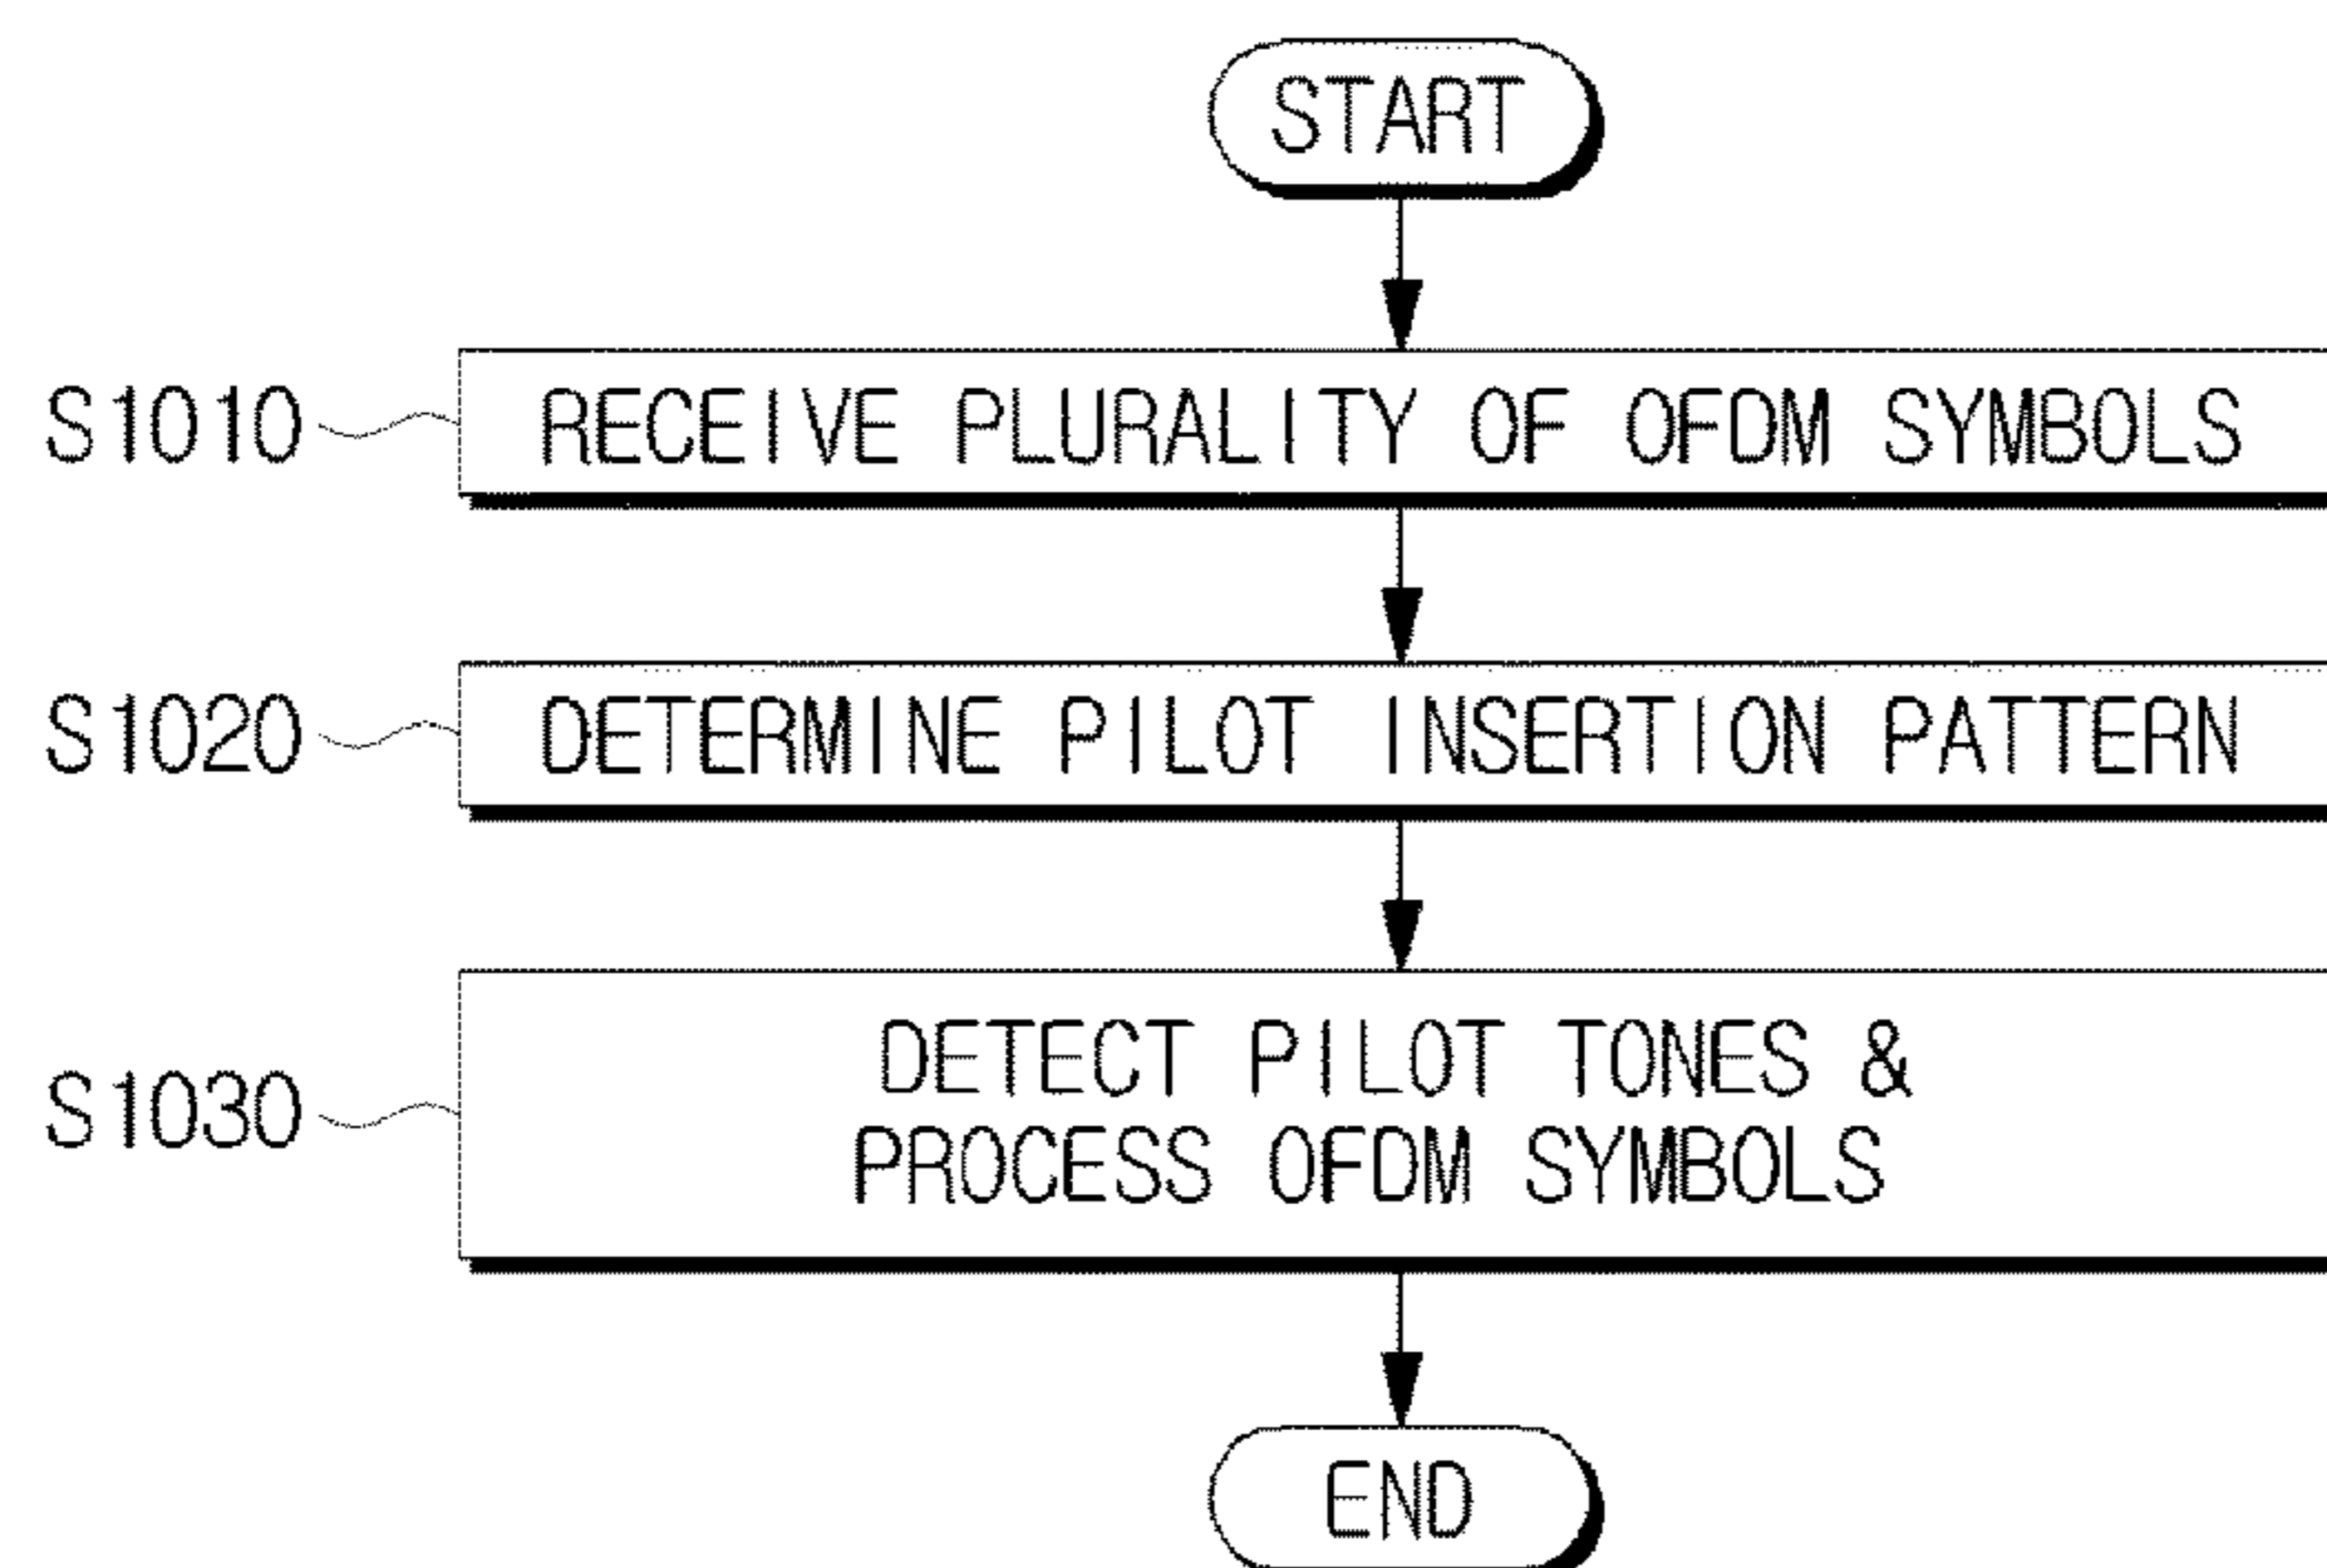 START
S1010
RECEIVE PLURALITY OF OFDM SYMBOLS
S1020
DETERMINE PILOT INSERTION PATTERN
S1030
DETECT PILOT TONES &
PROCESS OFDM SYMBOLS
END